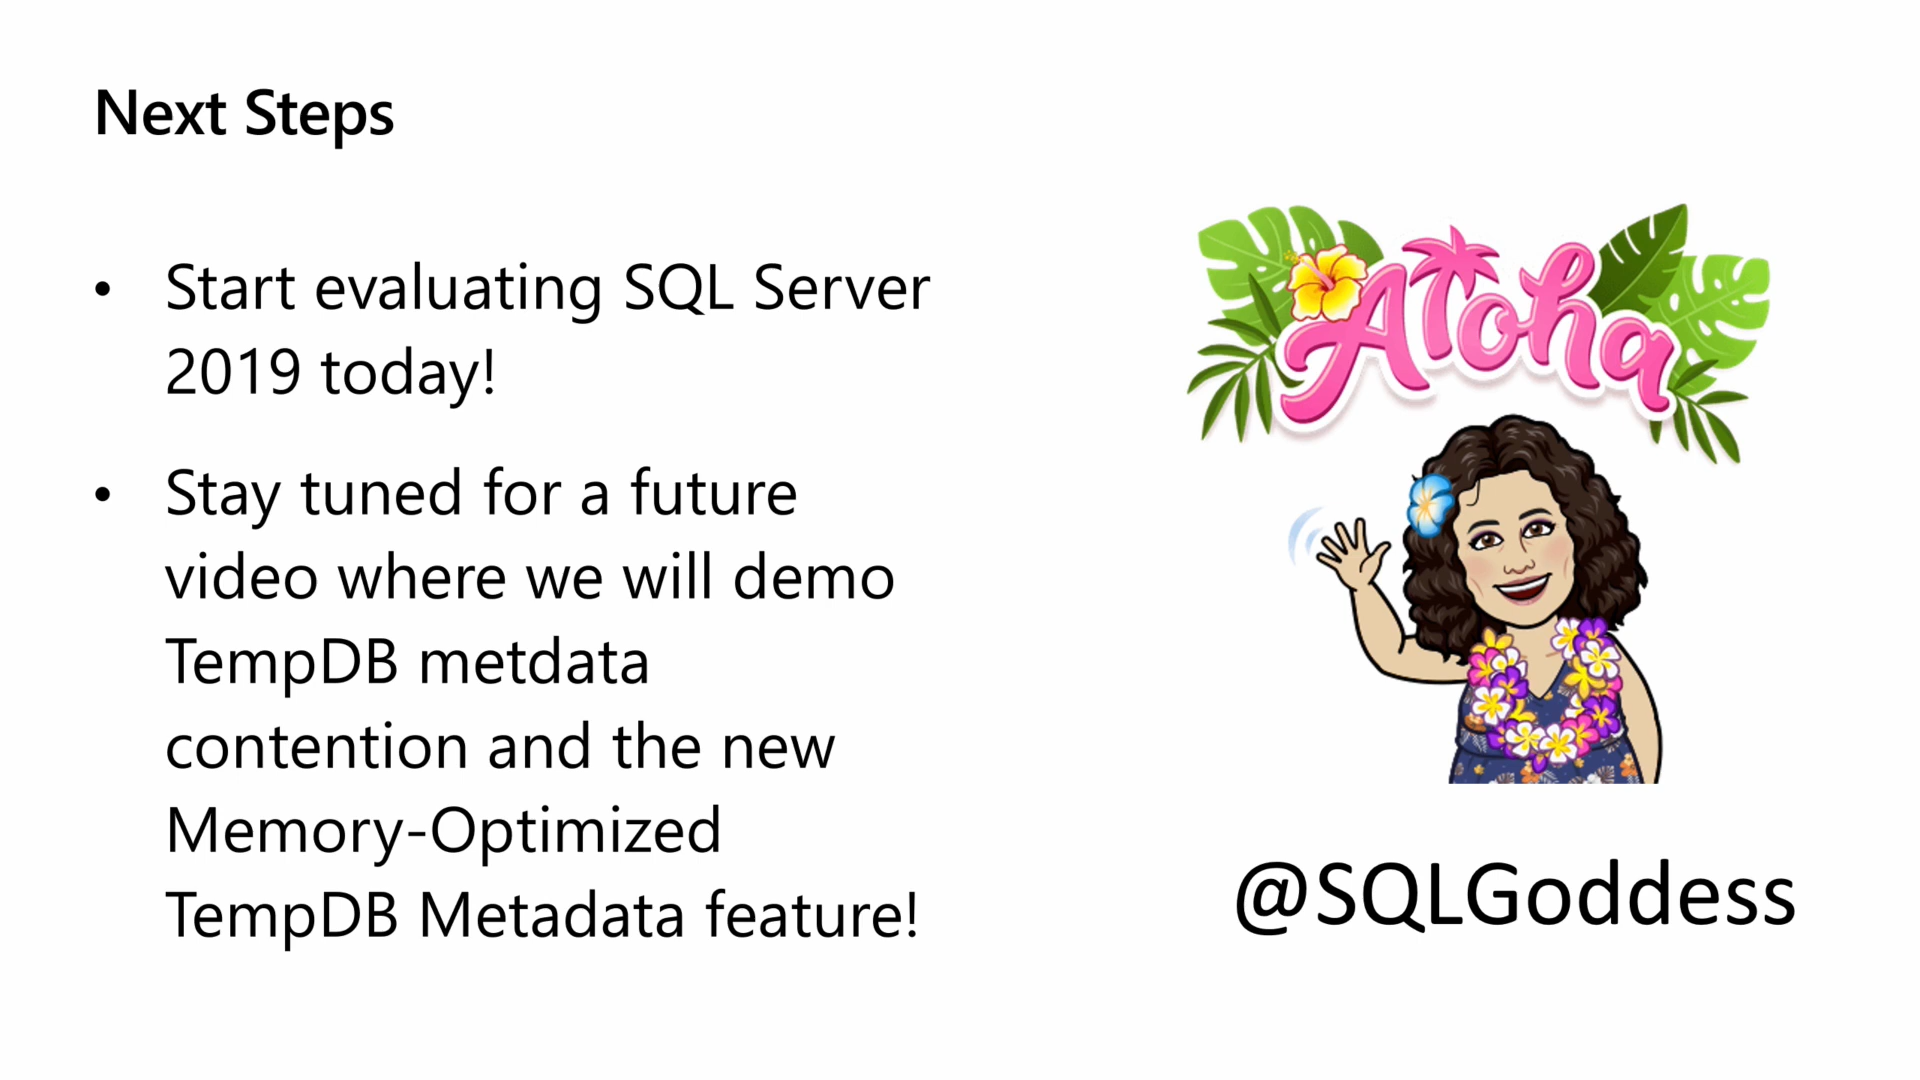 Next Steps
• Start evaluating SQL Server
2019 today!
• Stay tuned for a future
video where we will demo
TempDB metdata
contention and the new
Memory-Optimized
TempDB Metadata feature!
Aloha
@SQLGoddess